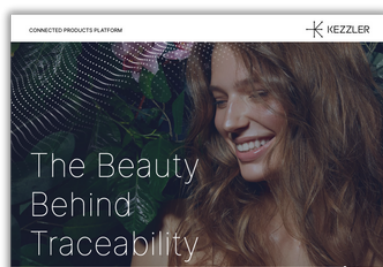 CONNECTED PRODUCTS PLATFORM
KEZZLER
The Beauty
Behind
Traceability